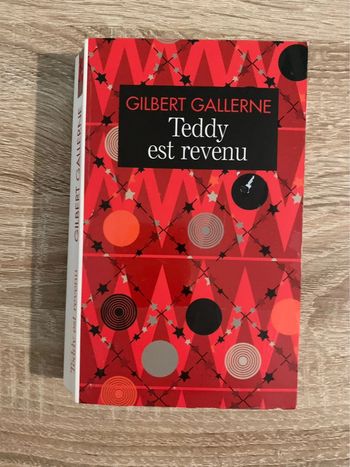 GILBERT GALLERNE
Teddy
est revenu
GILBERT GALLERNE
Teddy est revenu